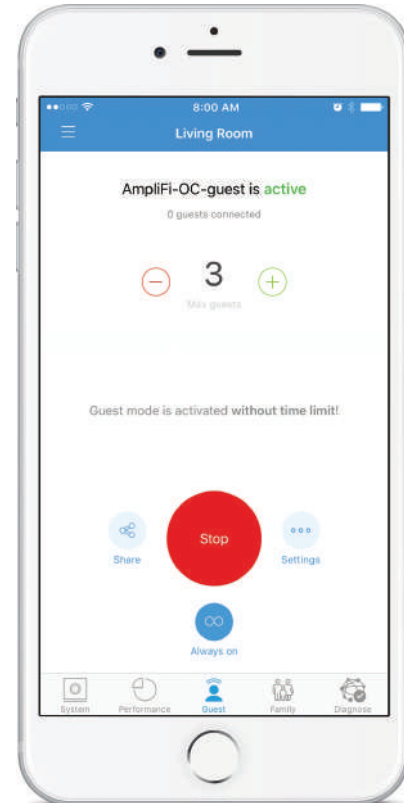 8:00 AM
Living Room
AmpliFi-OC-guest is active
0 guests connected
3
Max guests
Guest mode is activated without time limit!
Share
Stop
Settings
Always on
System Performance Guest Family Diagnose